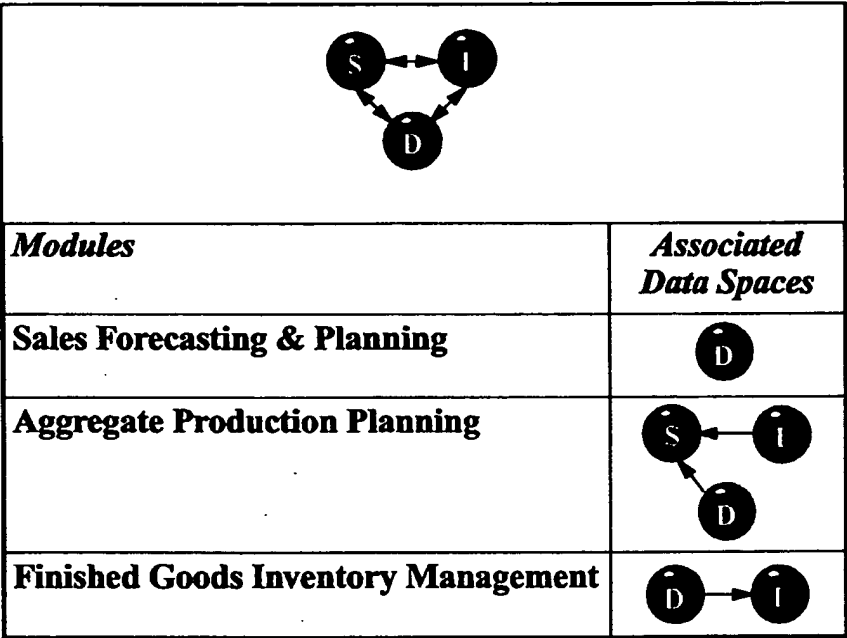 S I
D
Modules
Associated
Data Spaces
Sales Forecasting & Planning
D
Aggregate Production Planning
S I
D
Finished Goods Inventory Management
D I